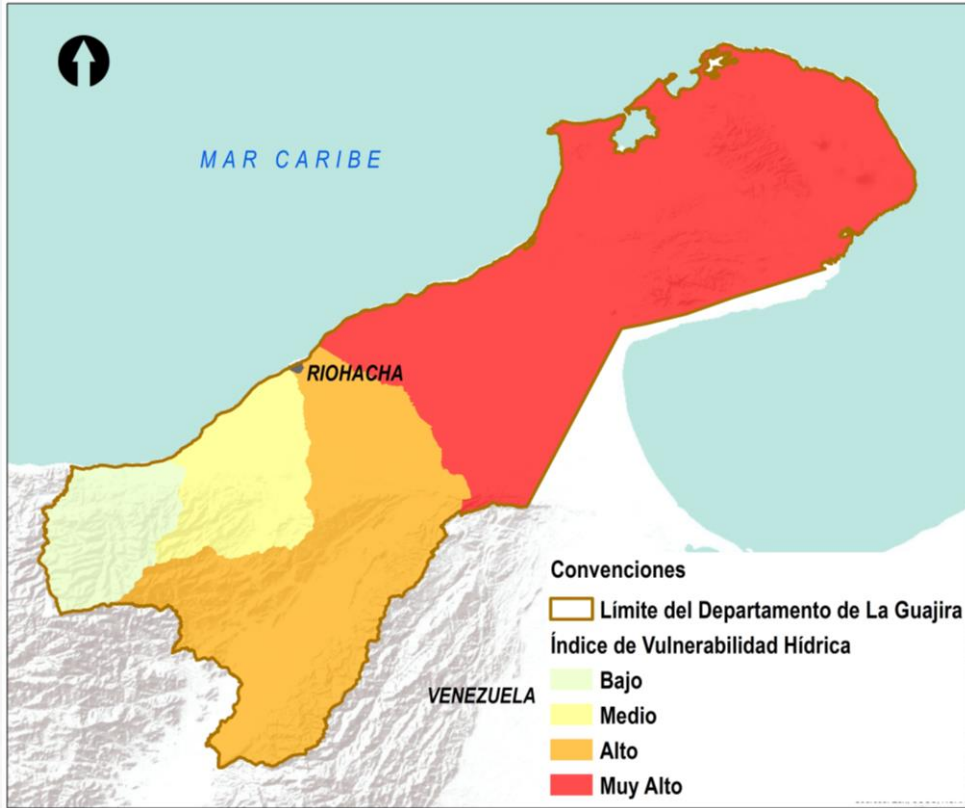 MAR CARIBE
RIOHACHA
Convenciones
Límite del Departamento de La Guajira
Índice de Vulnerabilidad Hídrica
Bajo
VENEZUELA
Medio
Alto
Muy Alto